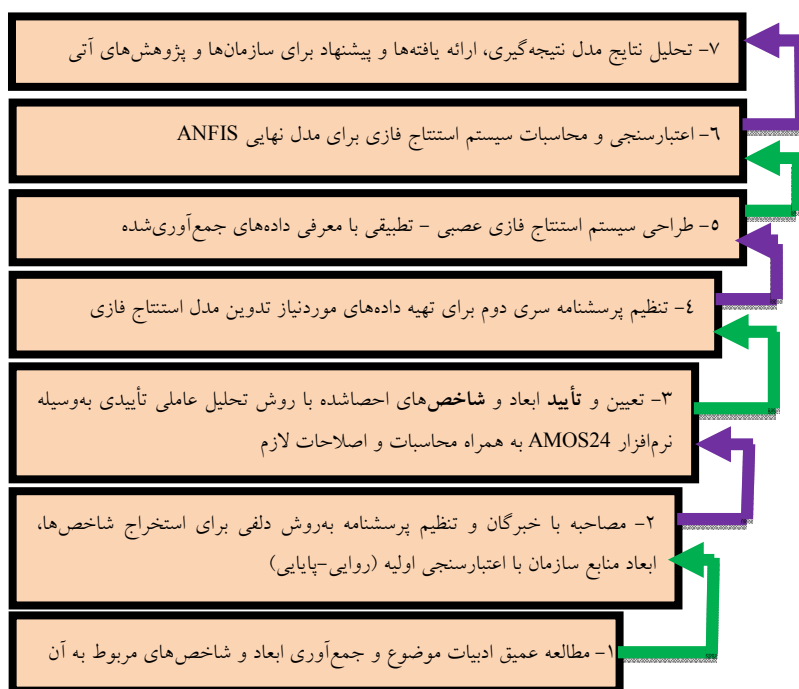 ۷- تحلیل نتایج مدل نتیجه‌گیری، ارائه یافته‌ها و پیشنهاد برای سازمان‌ها و پژوهش‌های آتی
۶- اعتبارسنجی و محاسبات سیستم استنتاج فازی برای مدل نهایی ANFIS
۵- طراحی سیستم استنتاج فازی عصبی - تطبیقی با معرفی داده‌های جمع‌آوری‌شده
۴- تنظیم پرسشنامه سری دوم برای تهیه داده‌های موردنیاز تدوین مدل استنتاج فازی
۳- تعیین و تأیید ابعاد و شاخص‌های احصاشده با روش تحلیل عاملی تأییدی به‌وسیله
نرم‌افزار AMOS24 به همراه محاسبات و اصلاحات لازم
۲- مصاحبه با خبرگان و تنظیم پرسشنامه به‌روش دلفی برای استخراج شاخص‌ها،
ابعاد منابع سازمان با اعتبارسنجی اولیه (روایی-پایایی)
۱- مطالعه عمیق ادبیات موضوع و جمع‌آوری ابعاد و شاخص‌های مربوط به آن